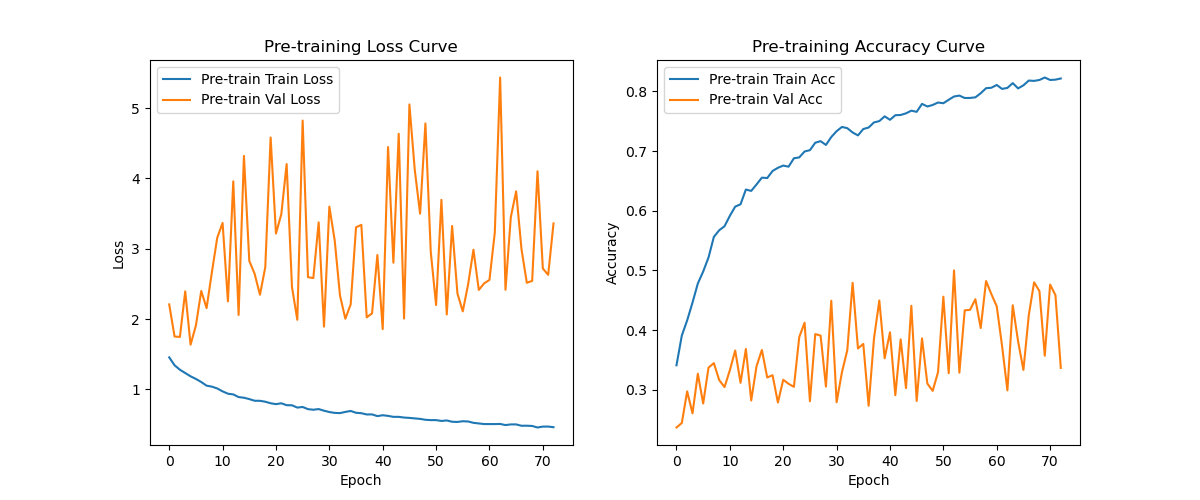 Pre-training Loss Curve
Pre-train Train Loss
Pre-train Val Loss
Loss
5
4
3
2
1
0
10
20
30
40
50
60
70
Epoch
Pre-training Accuracy Curve
Pre-train Train Acc
Pre-train Val Acc
Accuracy
0.8
0.7
0.6
0.5
0.4
0.3
0
10
20
30
40
50
60
70
Epoch